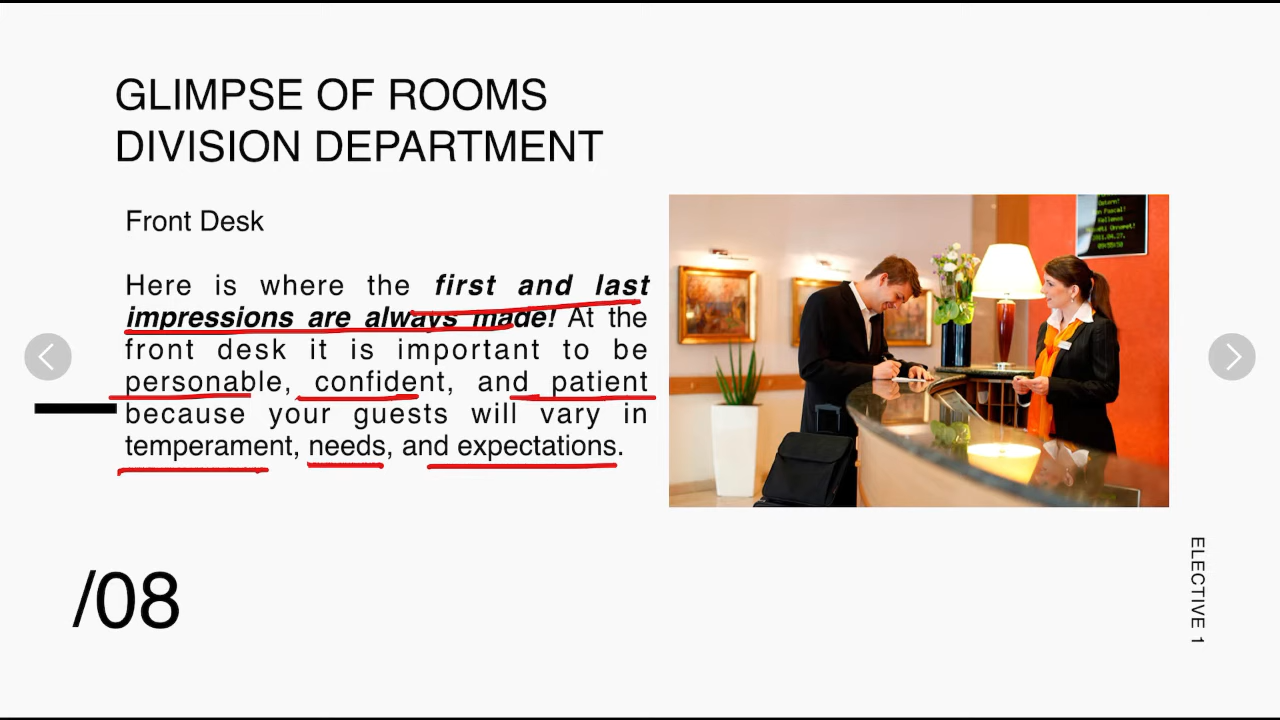 GLIMPSE OF ROOMS
DIVISION DEPARTMENT
Front Desk
Here is where the first and last
impressions are always made! At the
front desk it is important to be
personable, confident, and patient
because your guests will vary in
temperament, needs, and expectations.
/08
ELECTIVE 1